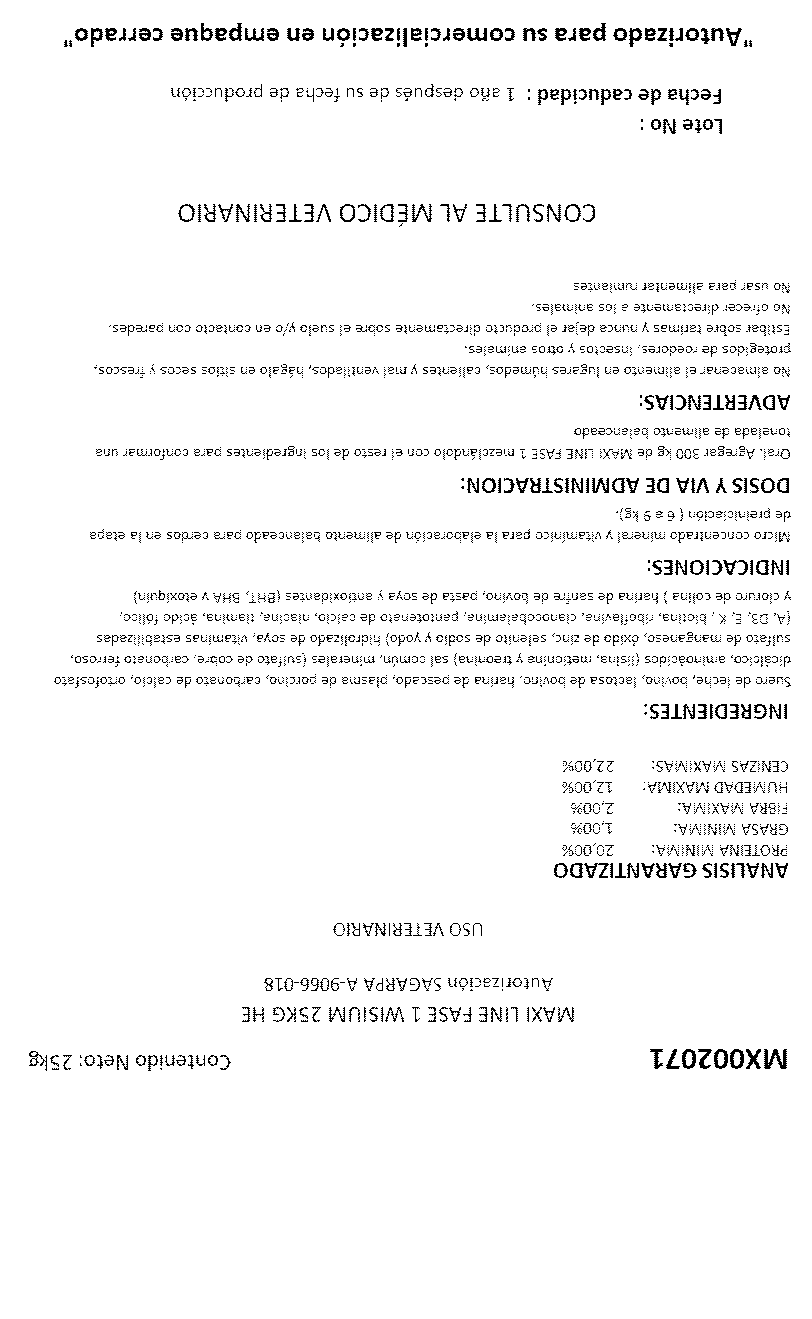 MX002071 Contenido Neto: 25kg
MAXI LINE FASE 1 WISIUM 25KG HE
Autorización SAGARPA A-9066-018
USO VETERINARIO
ANALISIS GARANTIZADO
PROTEINA MINIMA: 20,00%
GRASA MINIMA: 1,00%
FIBRA MAXIMA: 2,00%
HUMEDAD MAXIMA: 12,00%
CENIZAS MAXIMAS: 22,00%
INGREDIENTES:
Suero de leche, bovino, lactosa de bovino, harina de pescado, plasma de porcino, carbonato de calcio, ortofosfato
dicálcico, aminoácidos (lisina, metionina y treonina) sal común, minerales (sulfato de cobre, carbonato ferroso,
sulfato de manganeso, óxido de zinc, selenito de sodio y yodo) hidrolizado de soya, vitaminas estabilizadas
(A, D3, E, K , biotina, riboflavina, cianocobalamina, pantotenato de calcio, niacina, tiamina, ácido fólico,
y cloruro de colina ) harina de sanfre de bovino, pasta de soya y antioxidantes (BHT, BHA v etoxiquin)
INDICACIONES:
Micro concentrado mineral y vitamínico para la elaboración de alimento balanceado para cerdos en la etapa
de preiniciación ( 6 a 9 kg).
DOSIS Y VIA DE ADMINISTRACION:
Oral. Agregar 300 kg de MAXI LINE FASE 1 mezclándolo con el resto de los ingredientes para conformar una
tonelada de alimento balanceado
ADVERTENCIAS:
No almacenar el alimento en lugares húmedos, calientes y mal ventilados, hágalo en sitios secos y frescos,
protegidos de roedores, insectos y otros animales.
Estibar sobre tarimas y nunca dejar el producto directamente sobre el suelo y/o en contacto con paredes.
No ofrecer directamente a los animales.
No usar para alimentar rumiantes
CONSULTE AL MÉDICO VETERINARIO
Lote No :
Fecha de caducidad : 1 año después de su fecha de producción
"Autorizado para su comercialización en empaque cerrado"